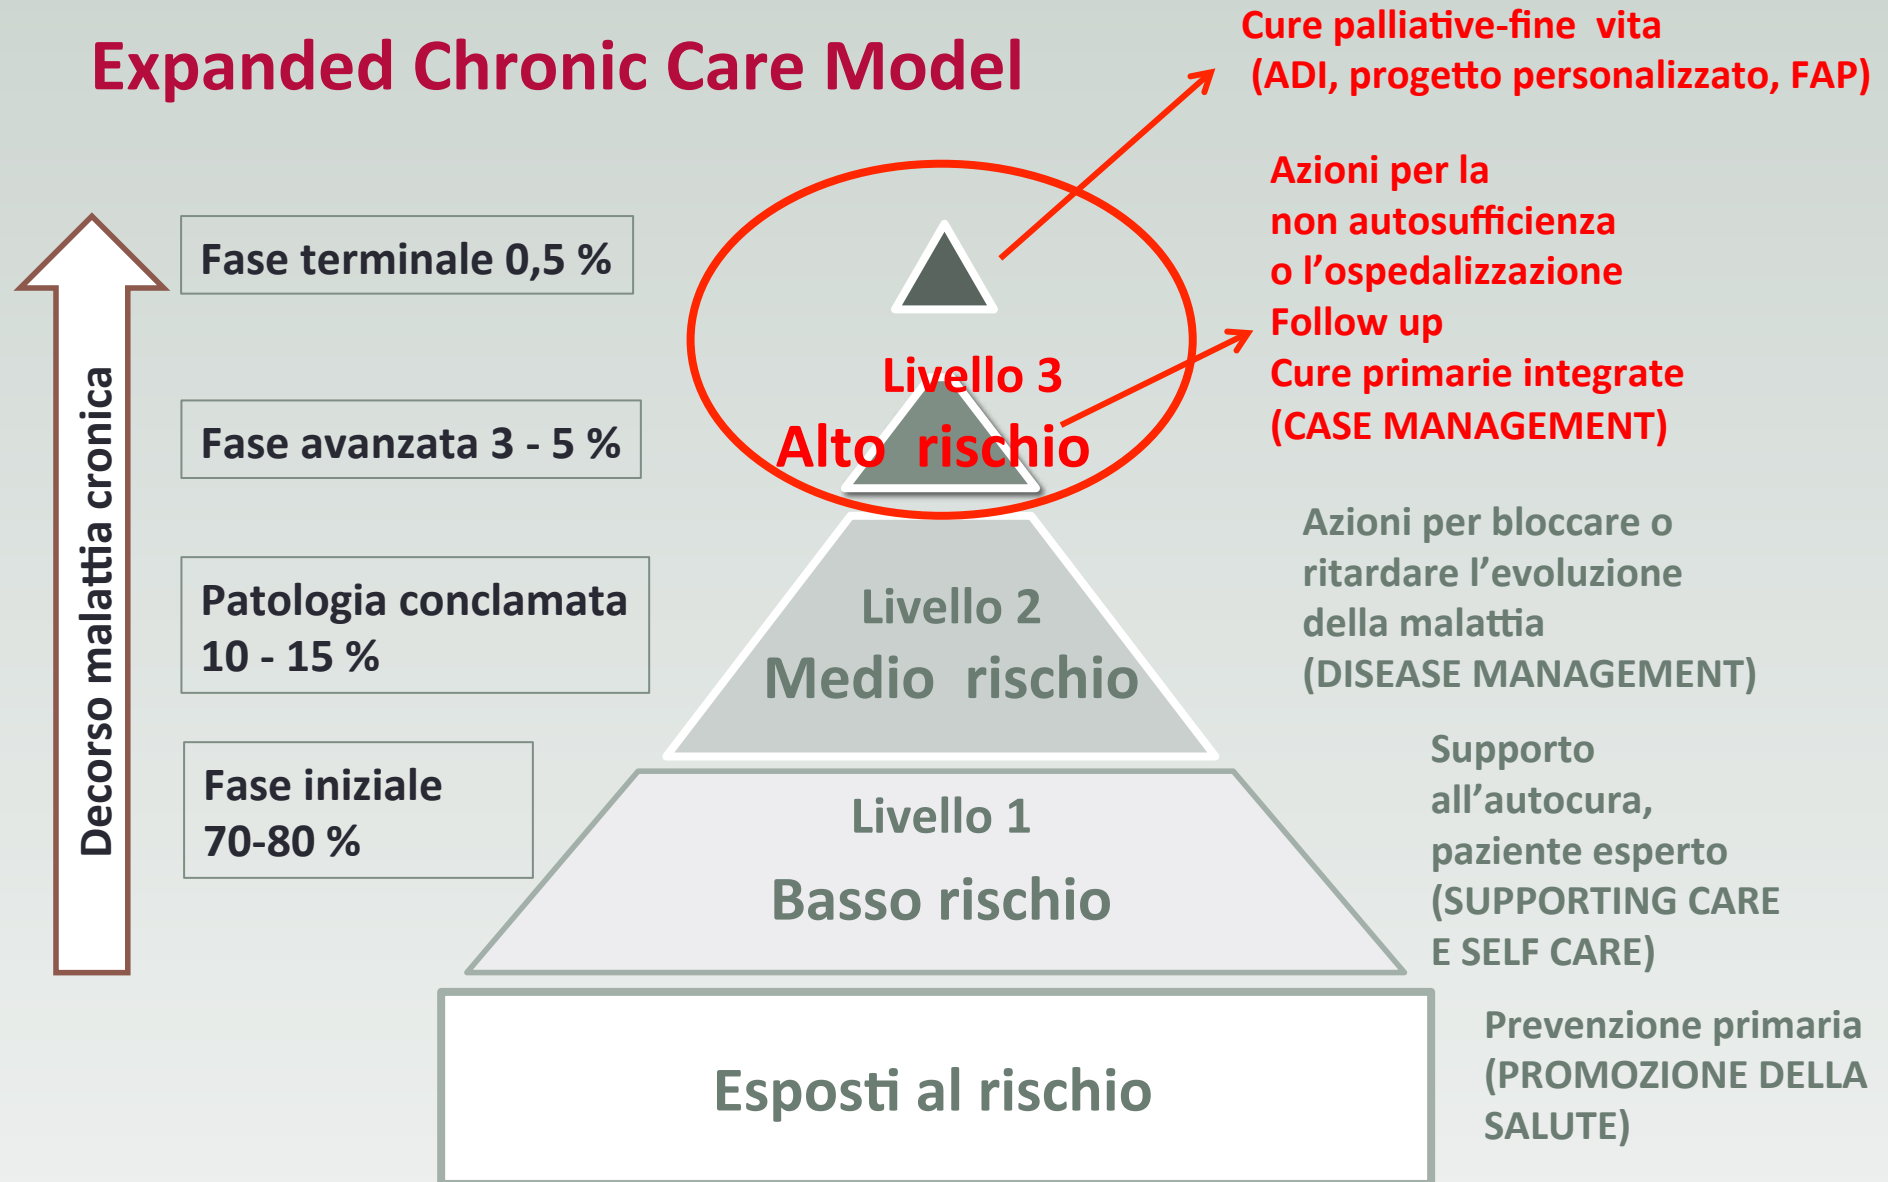 Expanded Chronic Care Model
Cure palliative-fine vita
(ADI, progetto personalizzato, FAP)
Azioni per la
non autosufficienza
o l’ospedalizzazione
Follow up
Cure primarie integrate
(CASE MANAGEMENT)
Decorso malattia cronica
Fase terminale 0,5 %
Livello 3
Fase avanzata 3 - 5 %
Alto rischio
Patologia conclamata
10 - 15 %
Livello 2
Medio rischio
Azioni per bloccare o
ritardare l’evoluzione
della malattia
(DISEASE MANAGEMENT)
Fase iniziale
70-80 %
Livello 1
Basso rischio
Supporto
all’autocura,
paziente esperto
(SUPPORTING CARE
E SELF CARE)
Esposti al rischio
Prevenzione primaria
(PROMOZIONE DELLA
SALUTE)